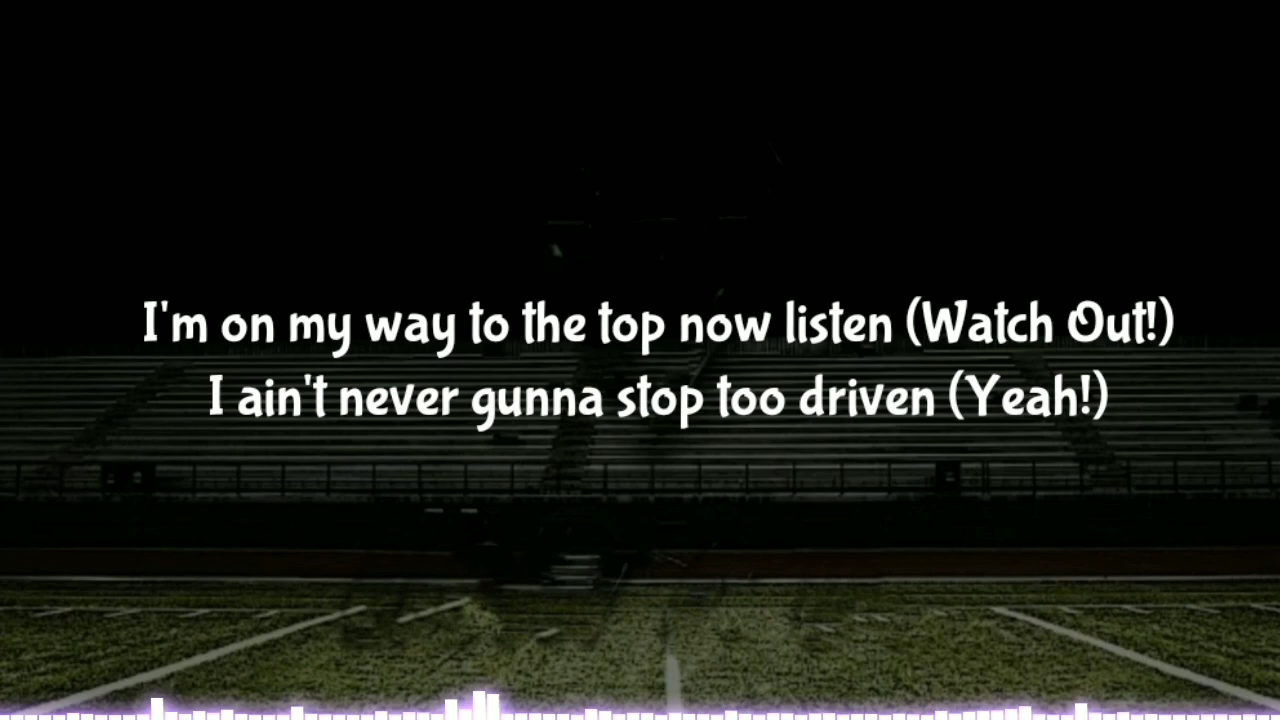 I'm on my way to the top now listen (Watch Out!)
I ain't never gunna stop too driven (Yeah!)